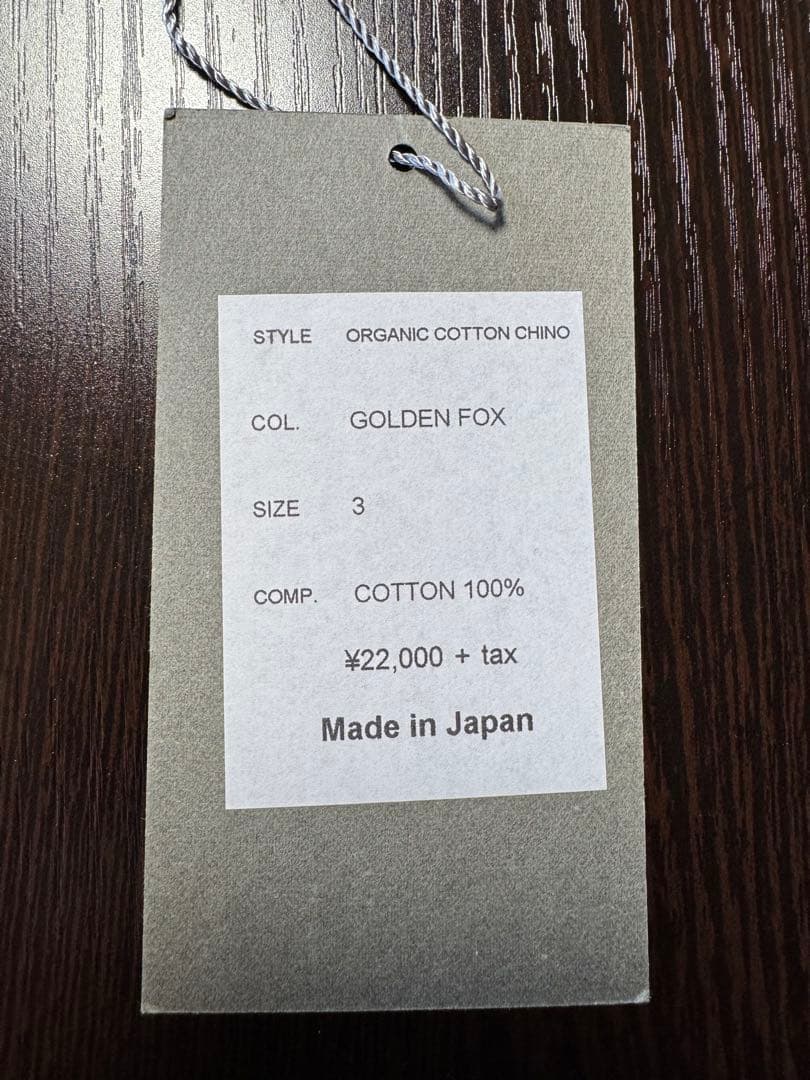 STYLE ORGANIC COTTON CHINO
COL. GOLDEN FOX
SIZE 3
COMP. COTTON 100%
¥22,000 + tax
Made in Japan